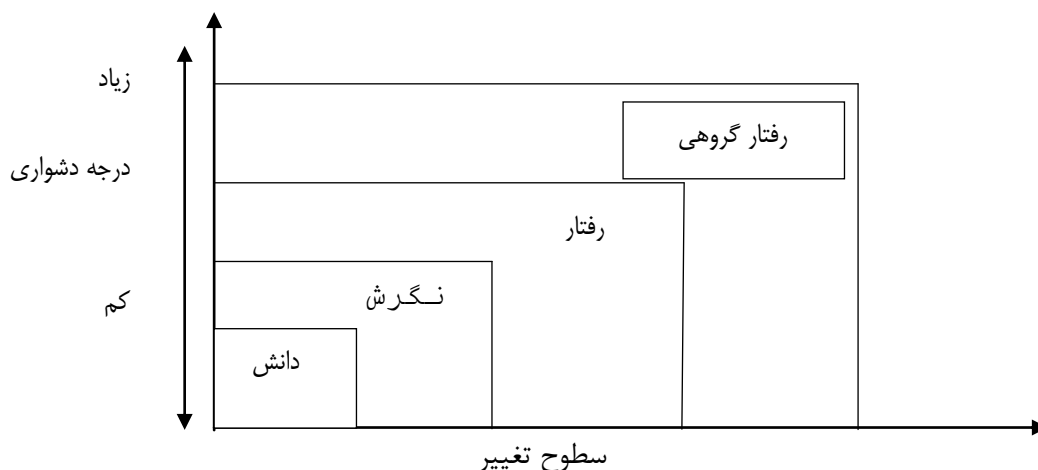 زیاد
رفتار گروهی
درجه دشواری
رفتار
نگرش
کم
دانش
سطوح تغییر